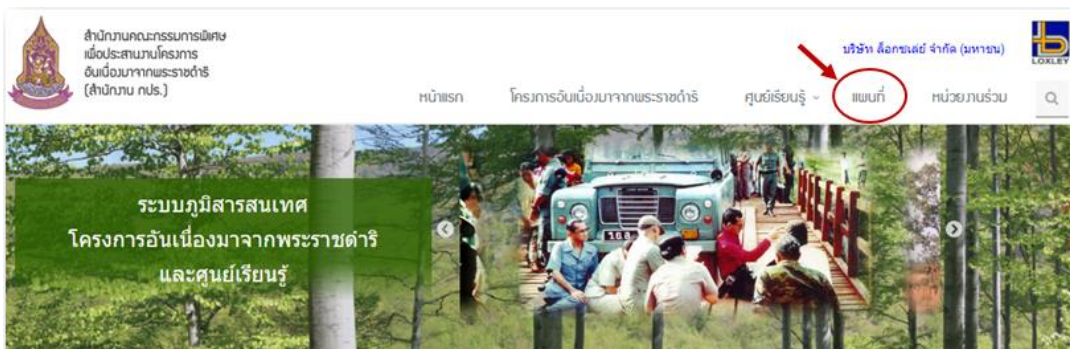 สำนักงานคณะกรรมการพิเศษ
เพื่อประสานงานโครงการ
อันเนื่องมาจากพระราชดำริ
(สำนักงาน กปร.)
บริษัท ล็อกซเล่ย์ จำกัด (มหาชน)
LOXLEY
หน้าแรก โครงการอันเนื่องมาจากพระราชดำริ ศูนย์เรียนรู้ แผนที่ หน่วยงานร่วม
ระบบภูมิสารสนเทศ
โครงการอันเนื่องมาจากพระราชดำริ
และศูนย์เรียนรู้